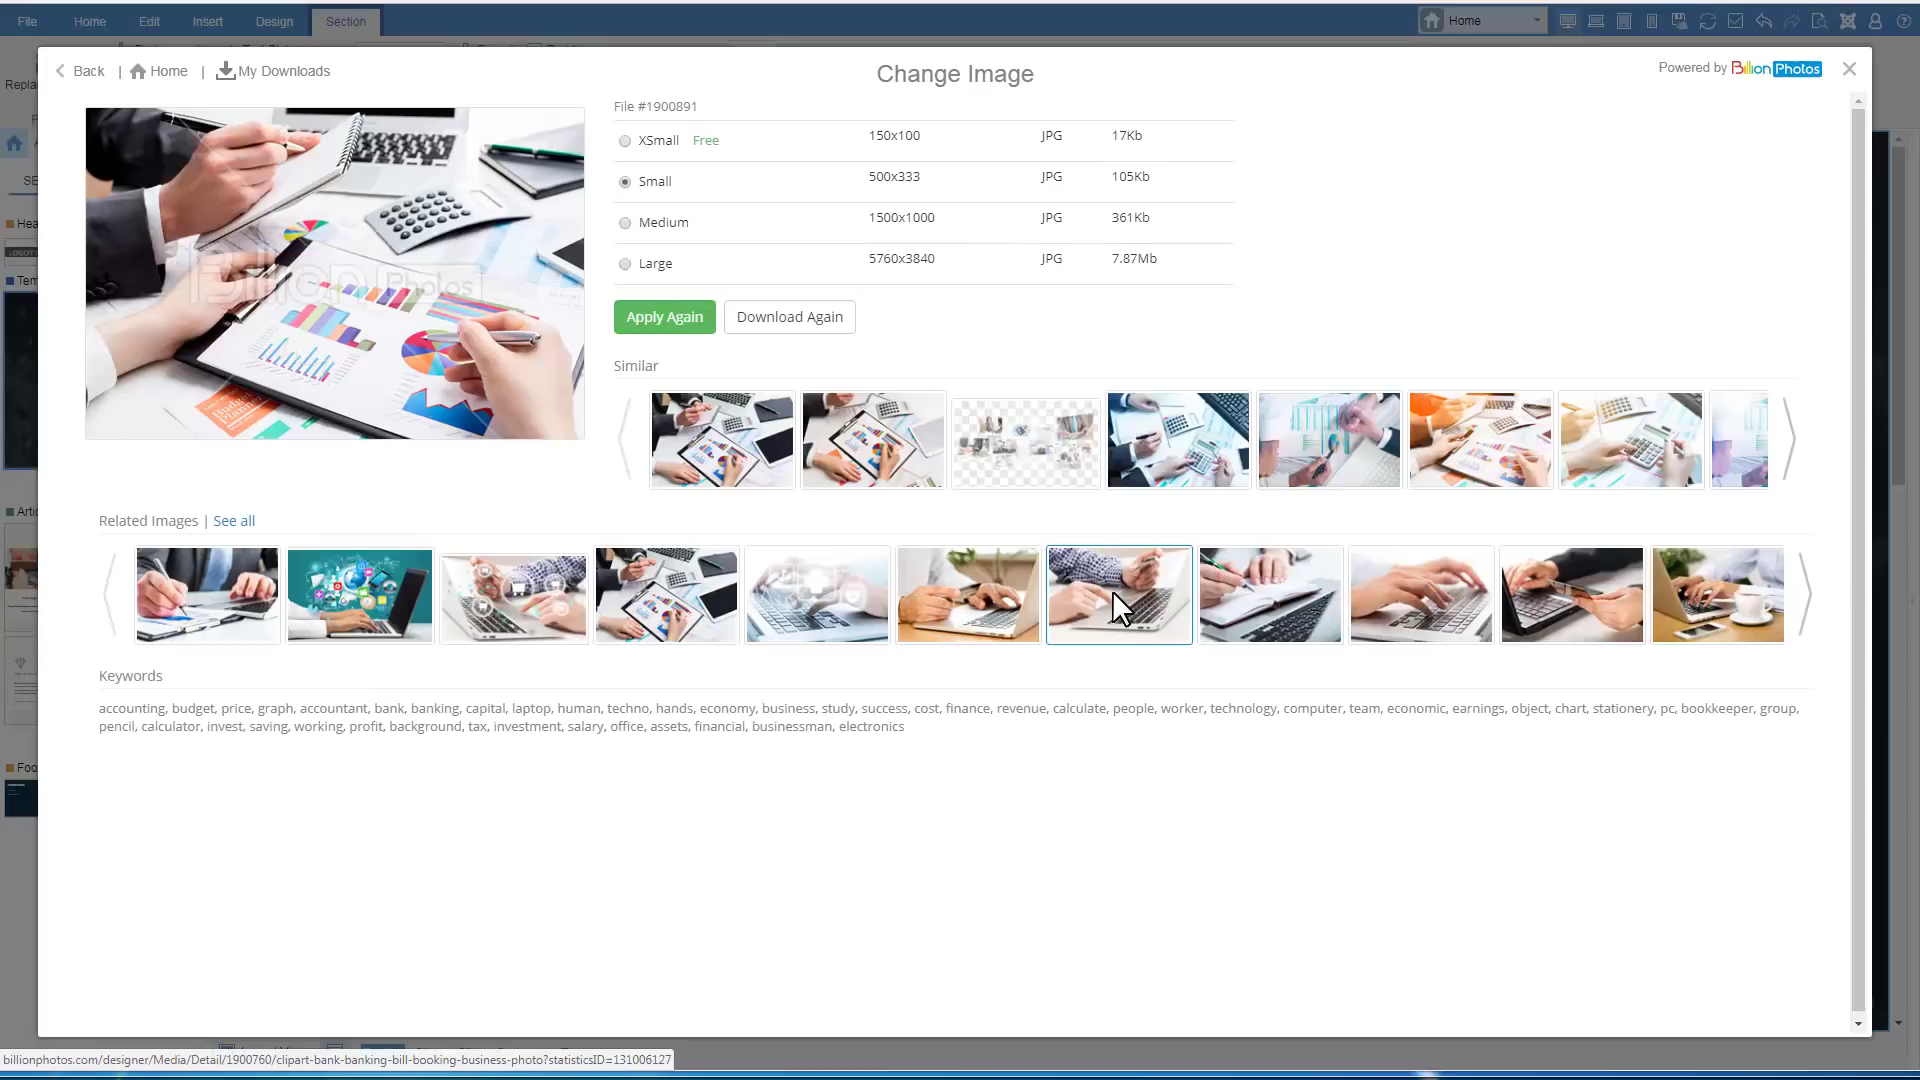 File Home Edit Insert Design Section
Home
Back | Home | My Downloads
Change Image
Powered by Billion Photos
File #1900891
XSmall Free 150x100 JPG 17Kb
Small 500x333 JPG 105Kb
Medium 1500x1000 JPG 361Kb
Large 5760x3840 JPG 7.87Mb
Apply Again Download Again
Billion Photos
Similar
Related Images | See all
Keywords
accounting, budget, price, graph, accountant, bank, banking, capital, laptop, human, techno, hands, economy, business, study, success, cost, finance, revenue, calculate, people, worker, technology, computer, team, economic, earnings, object, chart, stationery, pc, bookkeeper, group,
pencil, calculator, invest, saving, working, profit, background, tax, investment, salary, office, assets, financial, businessman, electronics
billionphotos.com/designer/Media/Detail/1900760/clipart-bank-banking-bill-booking-business-photo?statisticsID=131006127